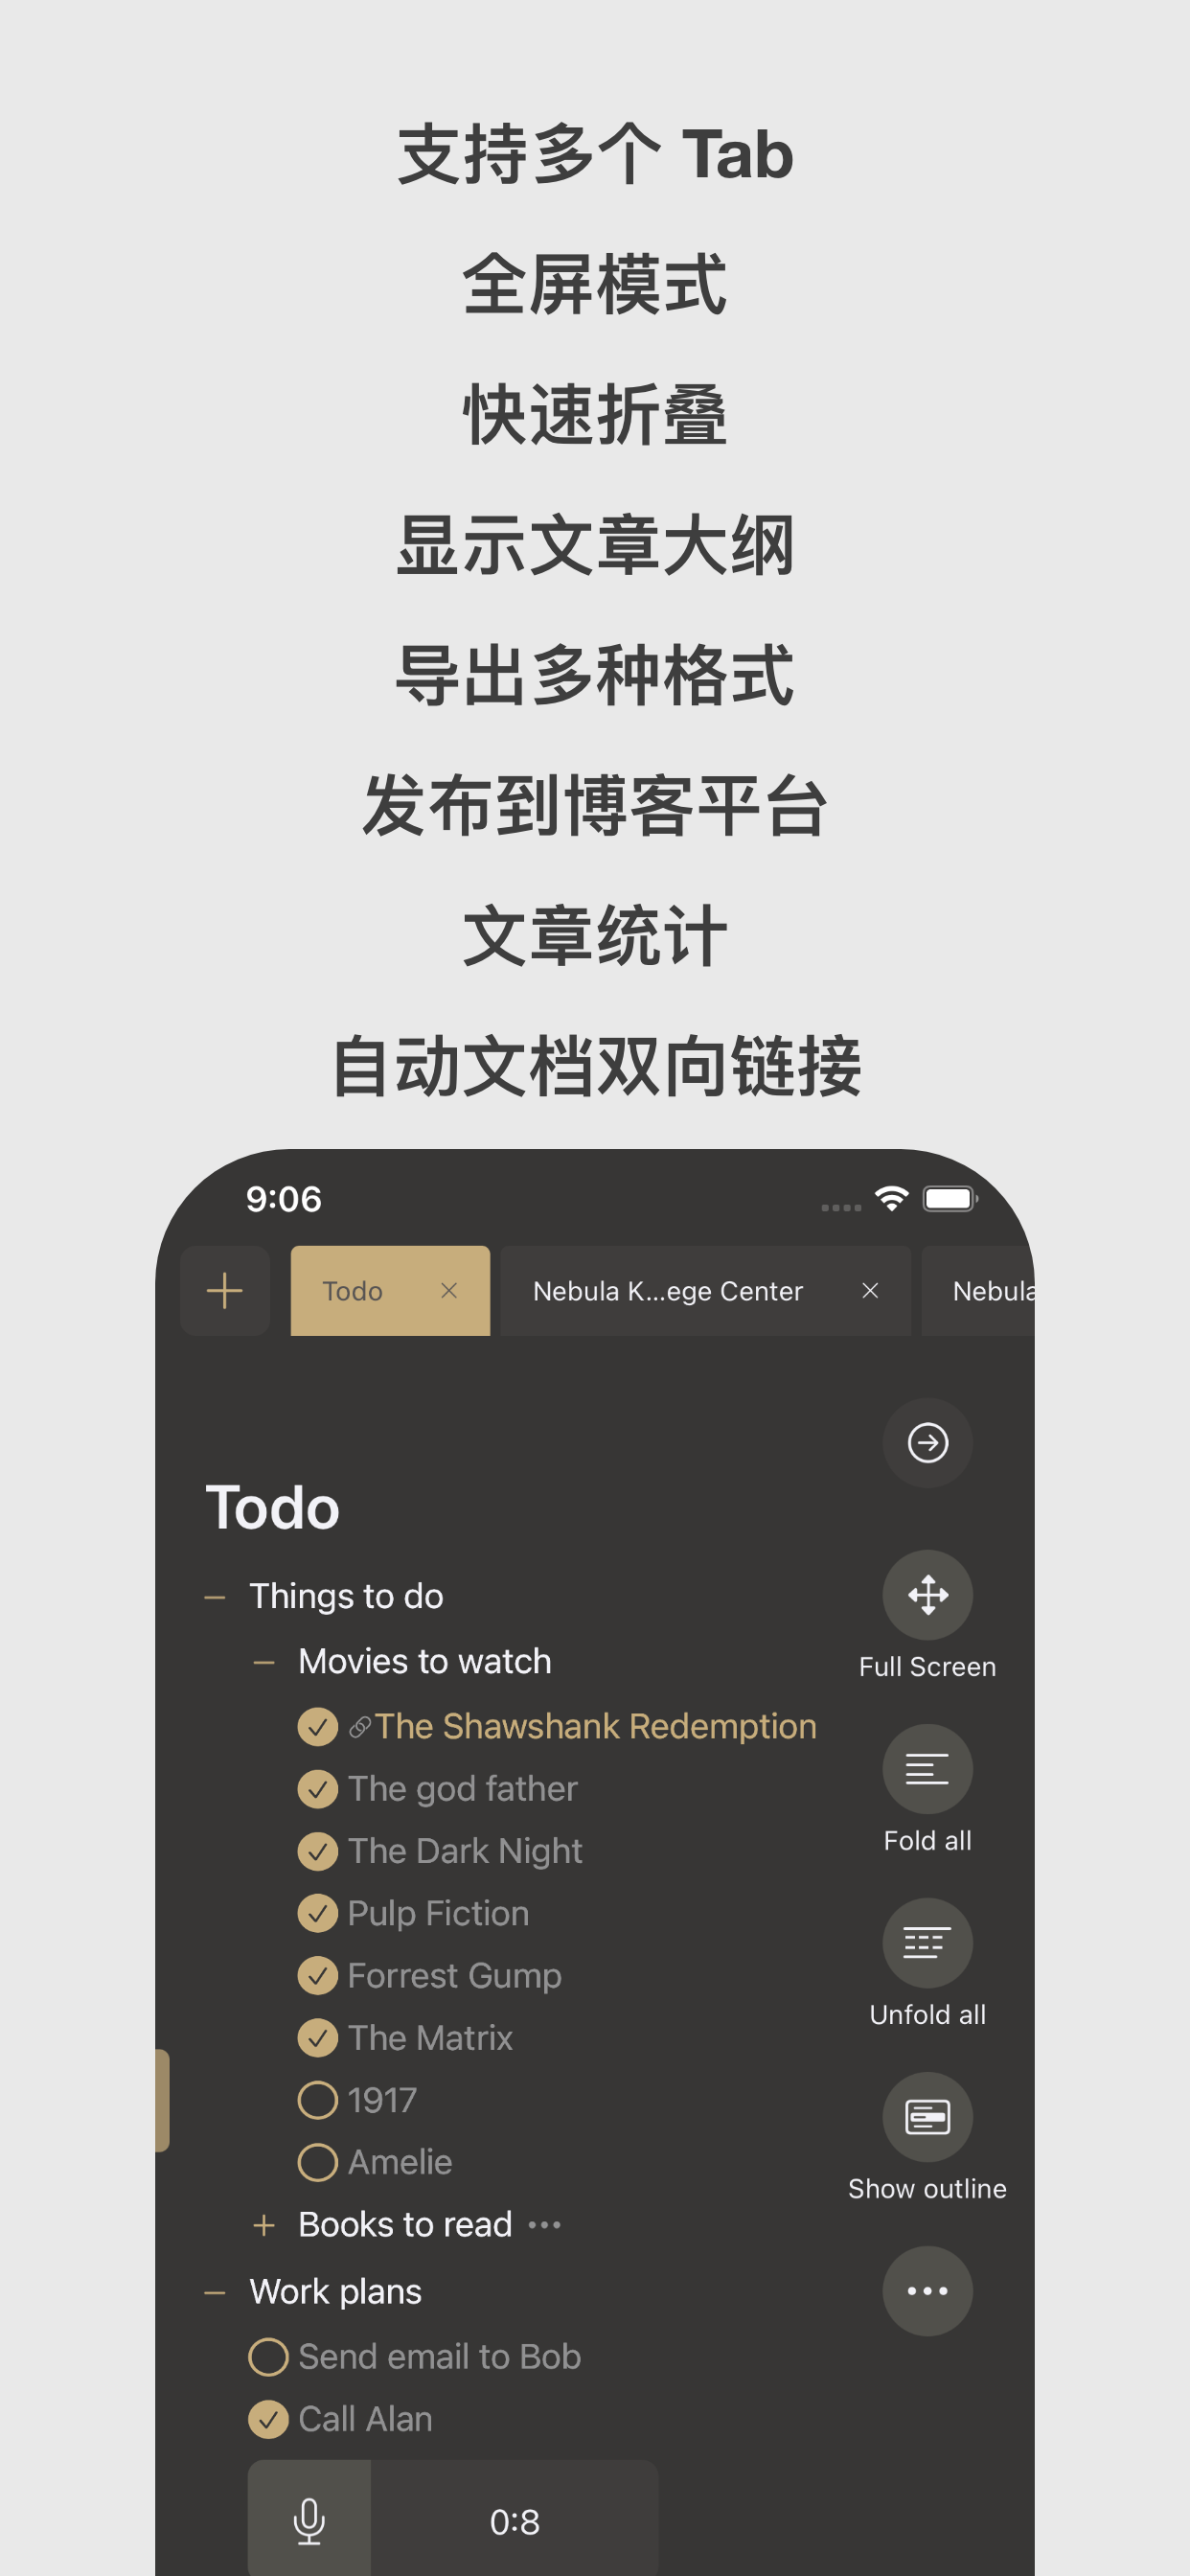 支持多个 Tab
全屏模式
快速折叠
显示文章大纲
导出多种格式
发布到博客平台
文章统计
自动文档双向链接
9:06
Todo
Nebula K...ege Center
Nebula
Todo
Things to do
Movies to watch
Full Screen
The Shawshank Redemption
The god father
Fold all
The Dark Night
Pulp Fiction
Forrest Gump
Unfold all
The Matrix
1917
Amelie
Show outline
Books to read •••
Work plans
Send email to Bob
Call Alan
0:8